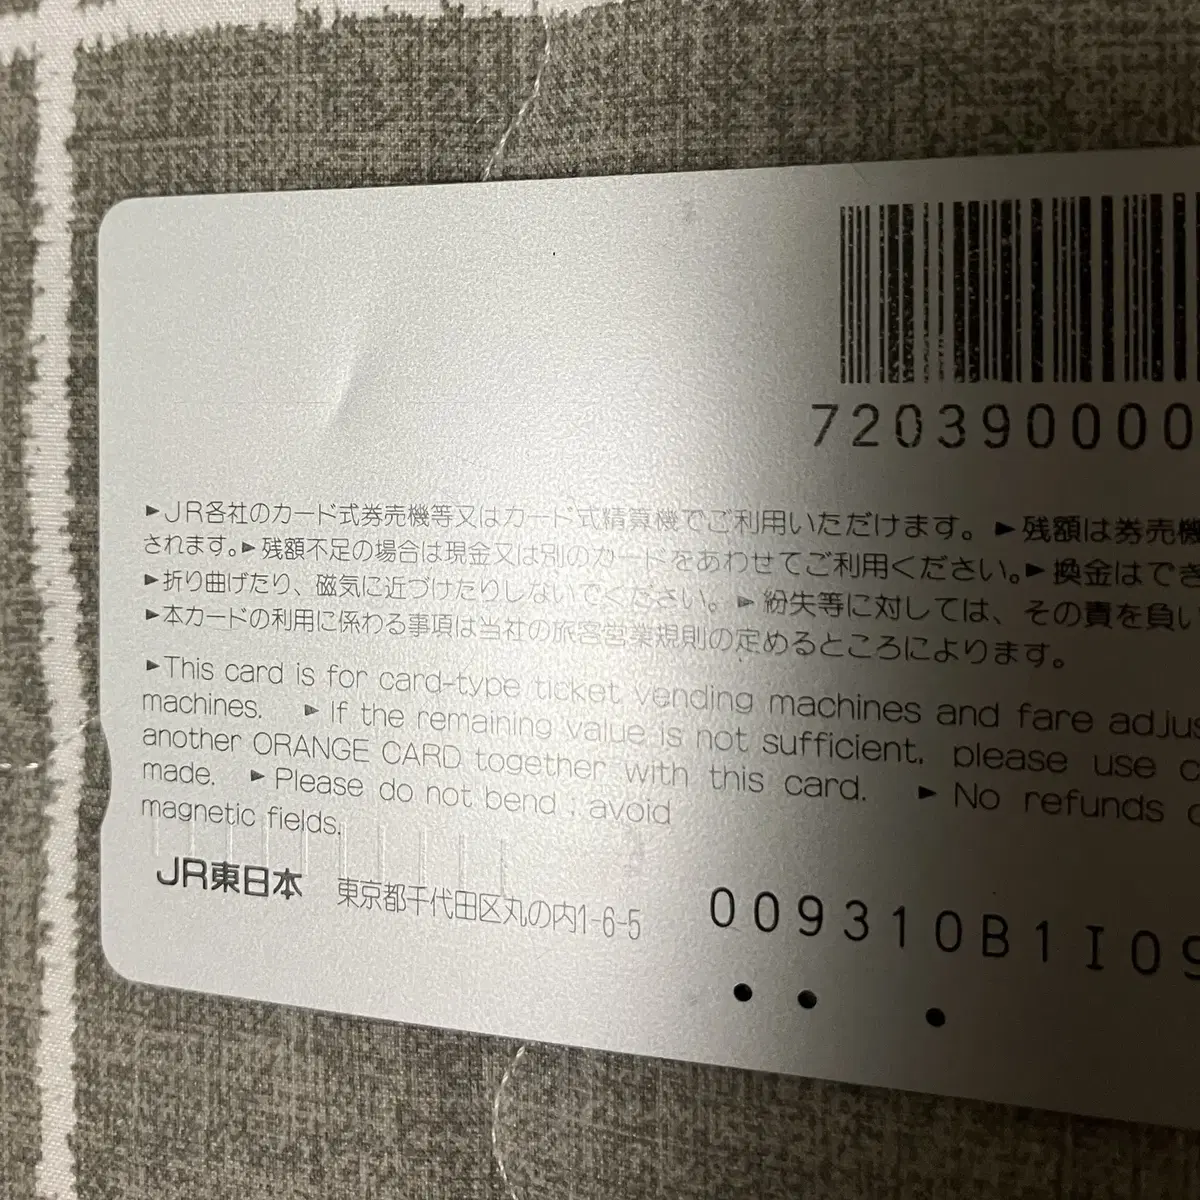 720390000
▶JR各社のカード式券売機等又はカード式精算機でご利用いただけます。▶残額は券売機
されます。▶残額不足の場合は現金又は別のカードをあわせてご利用ください。▶換金はでき
▶折り曲げたり、磁気に近づけたりしないでください。▶紛失等に対しては、その責を負い
▶本カードの利用に係わる事項は当社の旅客営業規則の定めるところによります。
▶This card is for card-type ticket vending machines and fare adjus
machines. ▶If the remaining value is not sufficient, please use c
another ORANGE CARD together with this card. ▶No refunds
made. ▶Please do not bend ; avoid
magnetic fields.
JR東日本 東京都千代田区丸の内1-6-5
009310B1I09